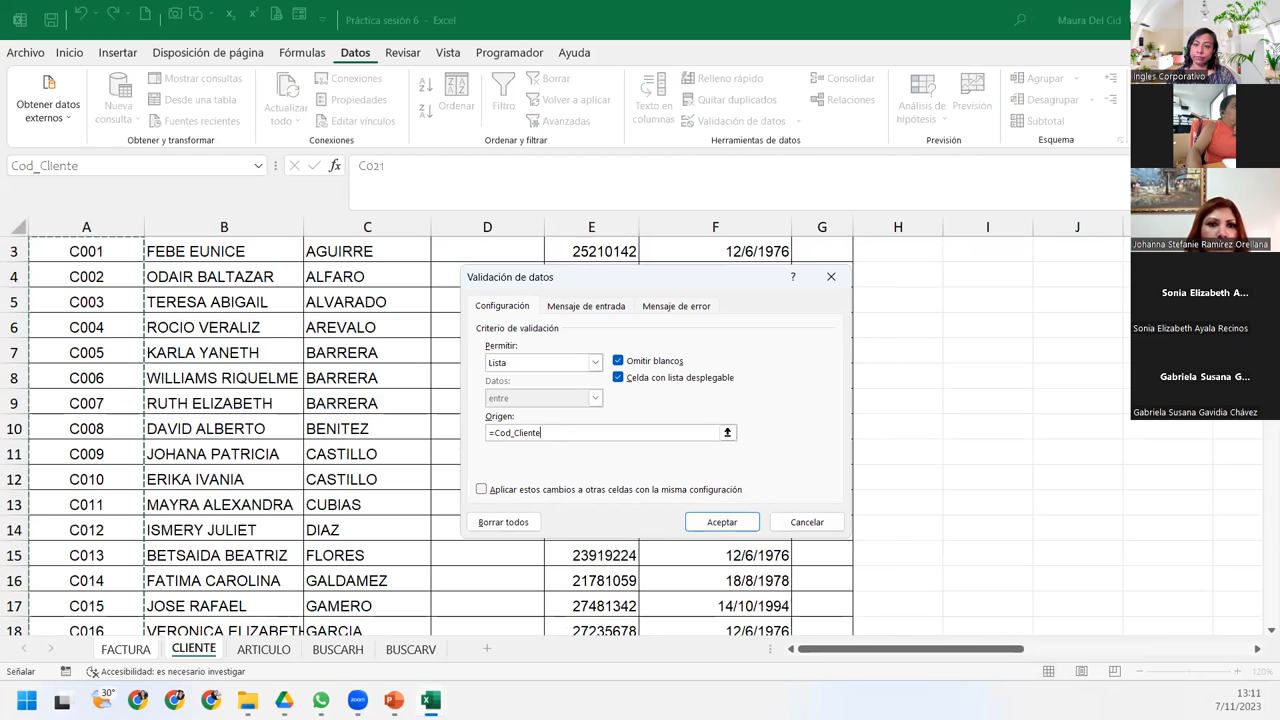 Práctica sesión 6 - Excel
Maura Del Cid
Archivo Inicio Insertar Disposición de página Fórmulas Datos Revisar Vista Programador Ayuda
Obtener datos externos
Nueva consulta
Mostrar consultas
Desde una tabla
Fuentes recientes
Obtener y transformar
Actualizar todo
Conexiones
Propiedades
Editar vínculos
Conexiones
Ordenar
Filtro
Borrar
Volver a aplicar
Avanzadas
Ordenar y filtrar
Texto en columnas
Relleno rápido
Quitar duplicados
Validación de datos
Consolidar
Relaciones
Herramientas de datos
Análisis de hipótesis
Previsión
Previsión
Agrupar
Desagrupar
Subtotal
Esquema
Cod_Cliente
fx
C021
A B C D E F G H I J
3 C001 FEBE EUNICE AGUIRRE 25210142 12/6/1976
4 C002 ODAIR BALTAZAR ALFARO
5 C003 TERESA ABIGAIL ALVARADO
6 C004 ROCIO VERALIZ AREVALO
7 C005 KARLA YANETH BARRERA
8 C006 WILLIAMS RIQUELME BARRERA
9 C007 RUTH ELIZABETH BARRERA
10 C008 DAVID ALBERTO BENITEZ
11 C009 JOHANA PATRICIA CASTILLO
12 C010 ERIKA IVANIA CASTILLO
13 C011 MAYRA ALEXANDRA CUBIAS
14 C012 ISMERY JULIET DIAZ
15 C013 BETSAIDA BEATRIZ FLORES 23919224 12/6/1976
16 C014 FATIMA CAROLINA GALDAMEZ 21781059 18/8/1978
17 C015 JOSE RAFAEL GAMERO 27481342 14/10/1994
18 C016 VERONICA ELIZABETH GARCIA 27235678 12/6/1976
Validación de datos ?
Configuración Mensaje de entrada Mensaje de error
Criterio de validación
Permitir:
Lista
Omitir blancos
Celda con lista desplegable
Datos:
entre
Origen:
=Cod_Cliente
Aplicar estos cambios a otras celdas con la misma configuración
Borrar todos Aceptar Cancelar
FACTURA CLIENTE ARTICULO BUSCARH BUSCARV
Señalar
Accesibilidad: es necesario investigar
120%
30°
zoom
13:11
7/11/2023
Ingles Corporativo
Johanna Stefanie Ramírez Orellana
Sonia Elizabeth A...
Sonia Elizabeth Ayala Recinos
Gabriela Susana G...
Gabriela Susana Gavidia Chávez